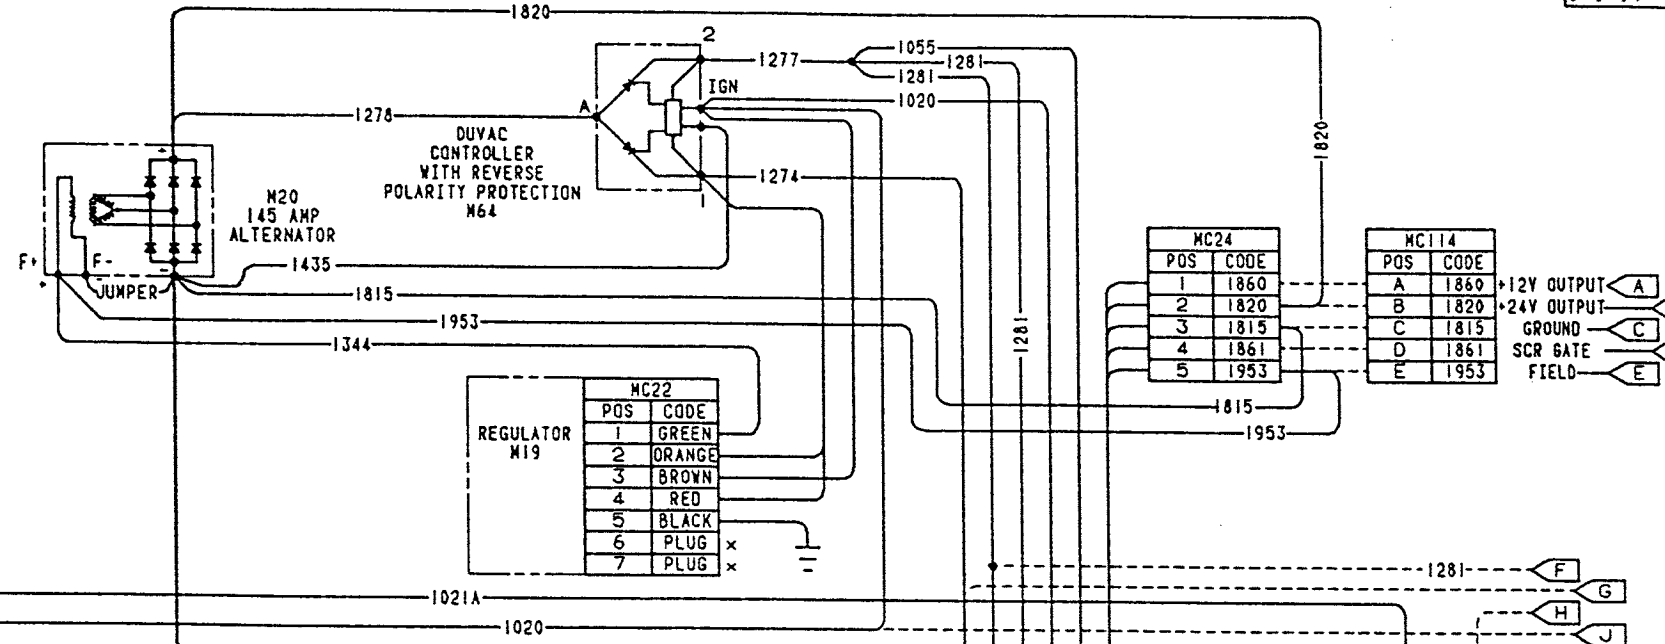 1820
2
1277
1055
1281
1281
IGN
1020
A
1278
DUVAC
CONTROLLER
WITH REVERSE
POLARITY PROTECTION
M64
1820
1274
1
+
M20
145 AMP
ALTERNATOR
F+
F-
-
+
JUMPER
1435
1815
1953
1344
1281
MC24
POS CODE
1 1860
2 1820
3 1815
4 1861
5 1953
MC114
POS CODE
A 1860 +12V OUTPUT A
B 1820 +24V OUTPUT
C 1815 GROUND C
D 1861 SCR GATE
E 1953 FIELD E
1815
1953
REGULATOR
M19
MC22
POS CODE
1 GREEN
2 ORANGE
3 BROWN
4 RED
5 BLACK
6 PLUG X
7 PLUG X
1281 F
G
1021A
H
1020
J